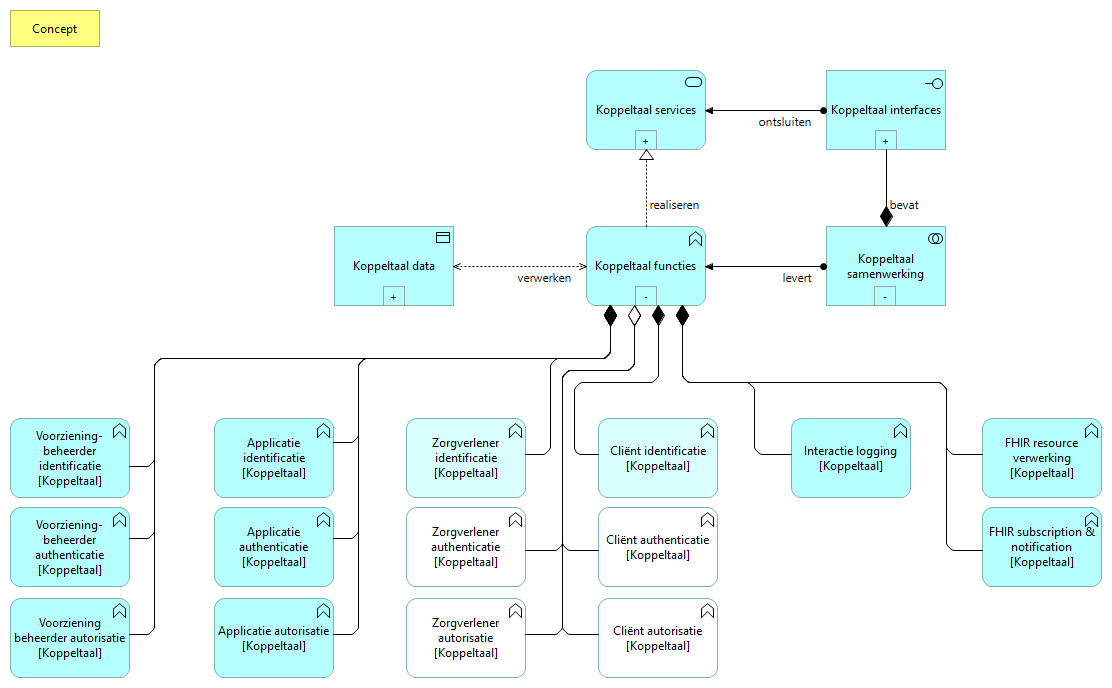 Concept
Koppeltaal services
+
Koppeltaal interfaces
+
ontsluiten
realiseren
bevat
Koppeltaal data
+
verwerken
Koppeltaal functies
-
levert
Koppeltaal
samenwerking
-
Voorziening-
beheerder
identificatie
[Koppeltaal]
Applicatie
identificatie
[Koppeltaal]
Zorgverlener
identificatie
[Koppeltaal]
Cliënt identificatie
[Koppeltaal]
Interactie logging
[Koppeltaal]
FHIR resource
verwerking
[Koppeltaal]
Voorziening-
beheerder
authenticatie
[Koppeltaal]
Applicatie
authenticatie
[Koppeltaal]
Zorgverlener
authenticatie
[Koppeltaal]
Cliënt authenticatie
[Koppeltaal]
FHIR subscription &
notification
[Koppeltaal]
Voorziening
beheerder autorisatie
[Koppeltaal]
Applicatie autorisatie
[Koppeltaal]
Zorgverlener
autorisatie
[Koppeltaal]
Cliënt autorisatie
[Koppeltaal]